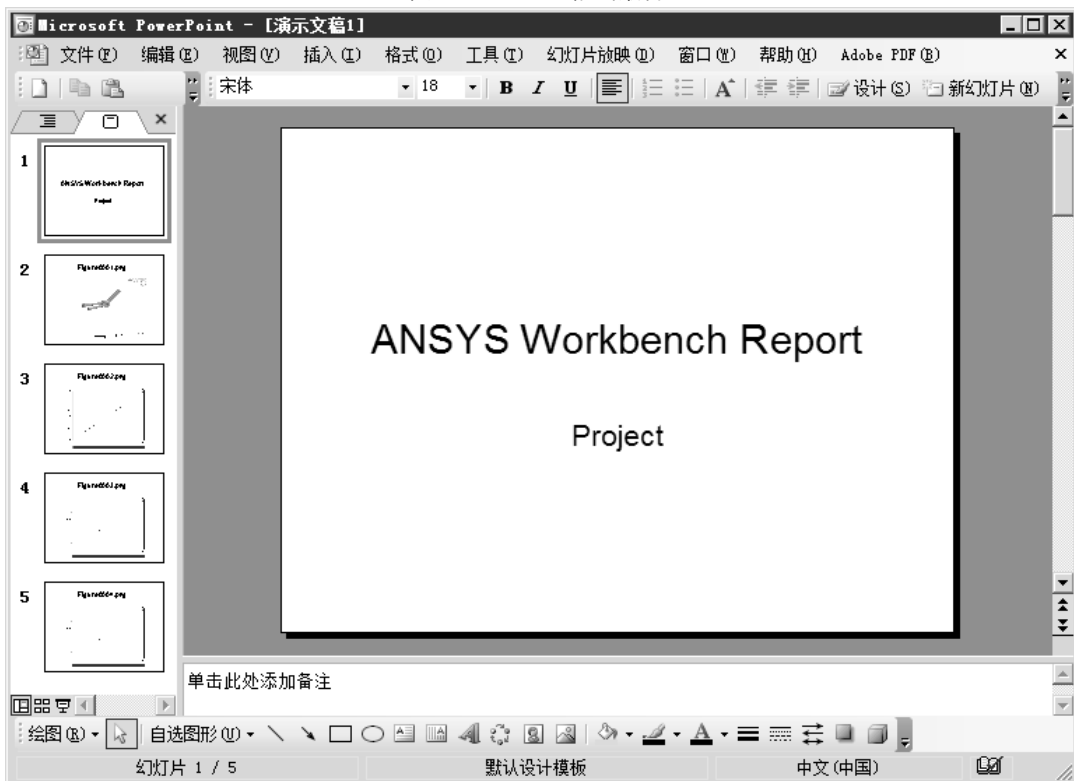 Microsoft PowerPoint - [演示文稿1]
文件(F) 编辑(E) 视图(V) 插入(I) 格式(O) 工具(T) 幻灯片放映(D) 窗口(W) 帮助(H) Adobe PDF(B)
宋体 18 B I U A 设计(S) 新幻灯片(N)
1
ANSYS Workbench Report
Project
2
3
4
5
ANSYS Workbench Report
Project
单击此处添加备注
绘图(R) 自选图形(U) A
幻灯片 1 / 5 默认设计模板 中文(中国)